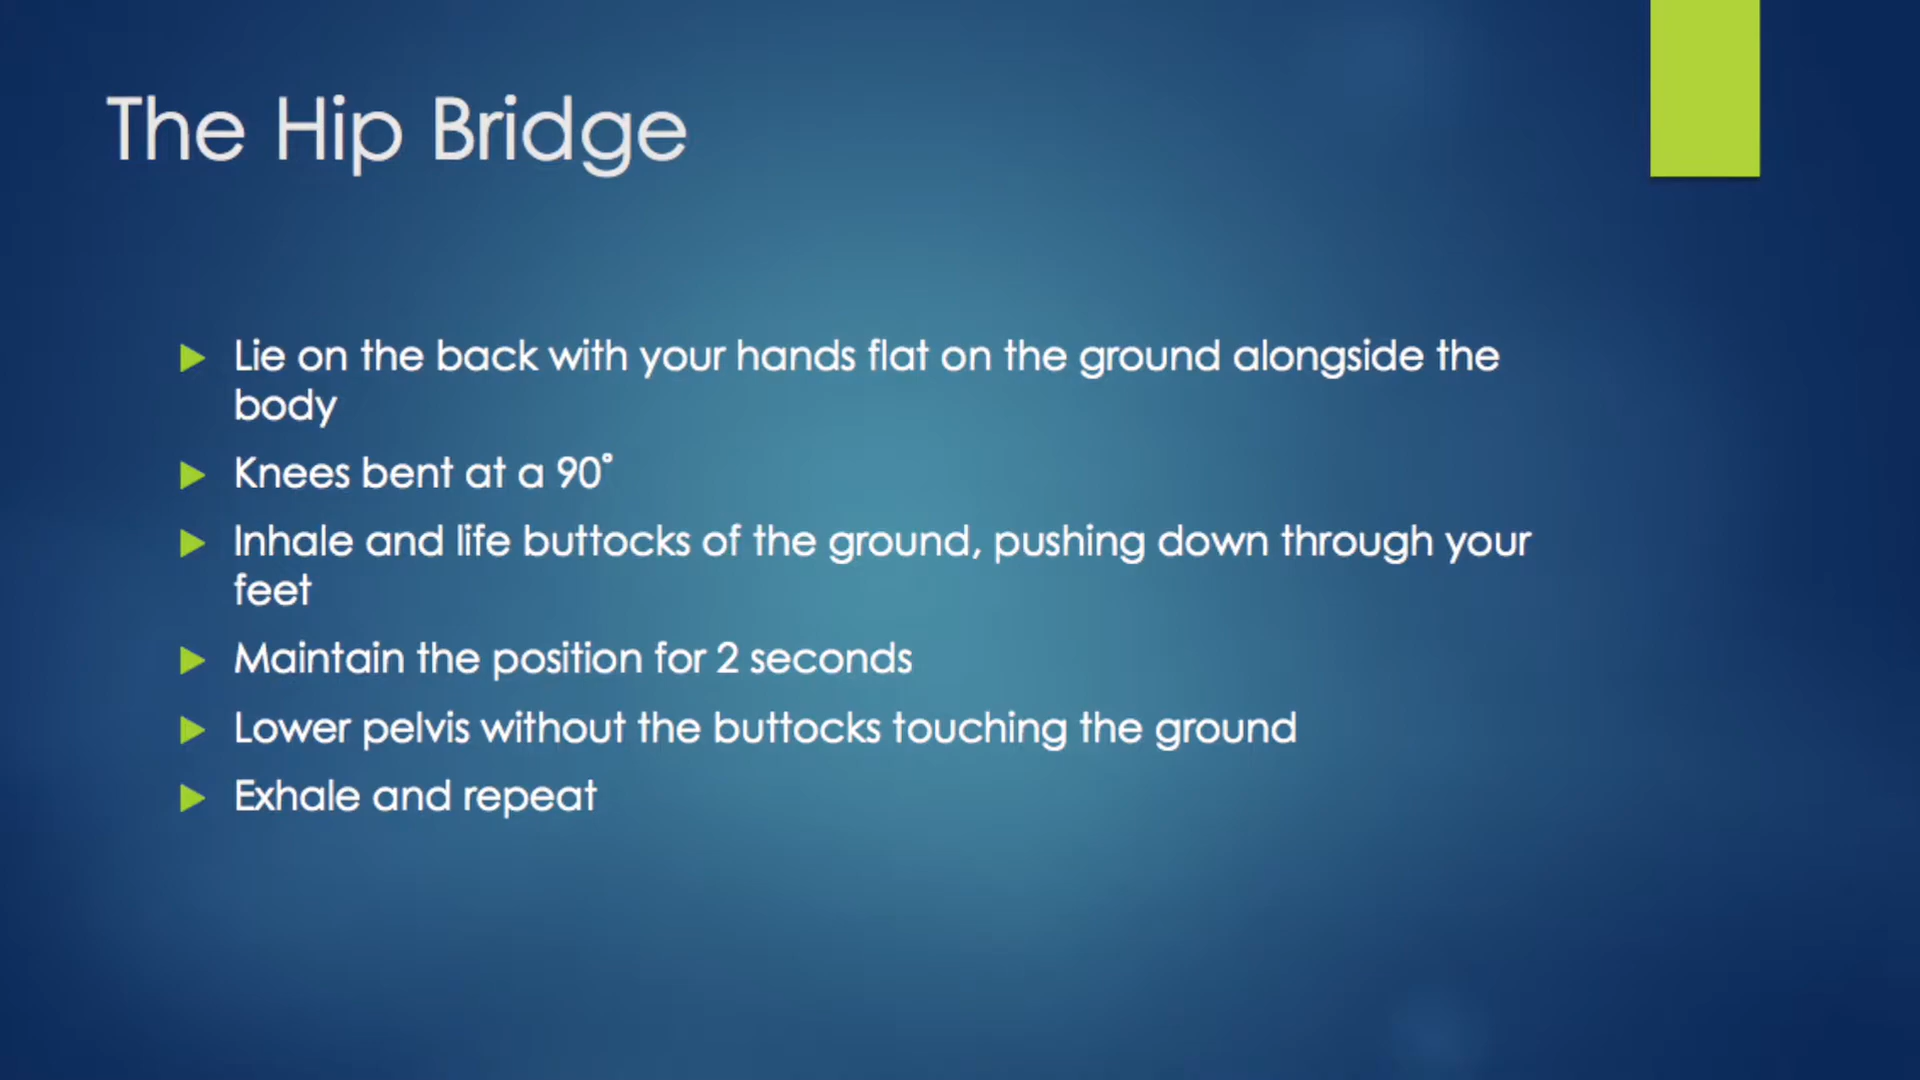 The Hip Bridge
Lie on the back with your hands flat on the ground alongside the
body
Knees bent at a 90˚
Inhale and life buttocks of the ground, pushing down through your
feet
Maintain the position for 2 seconds
Lower pelvis without the buttocks touching the ground
Exhale and repeat